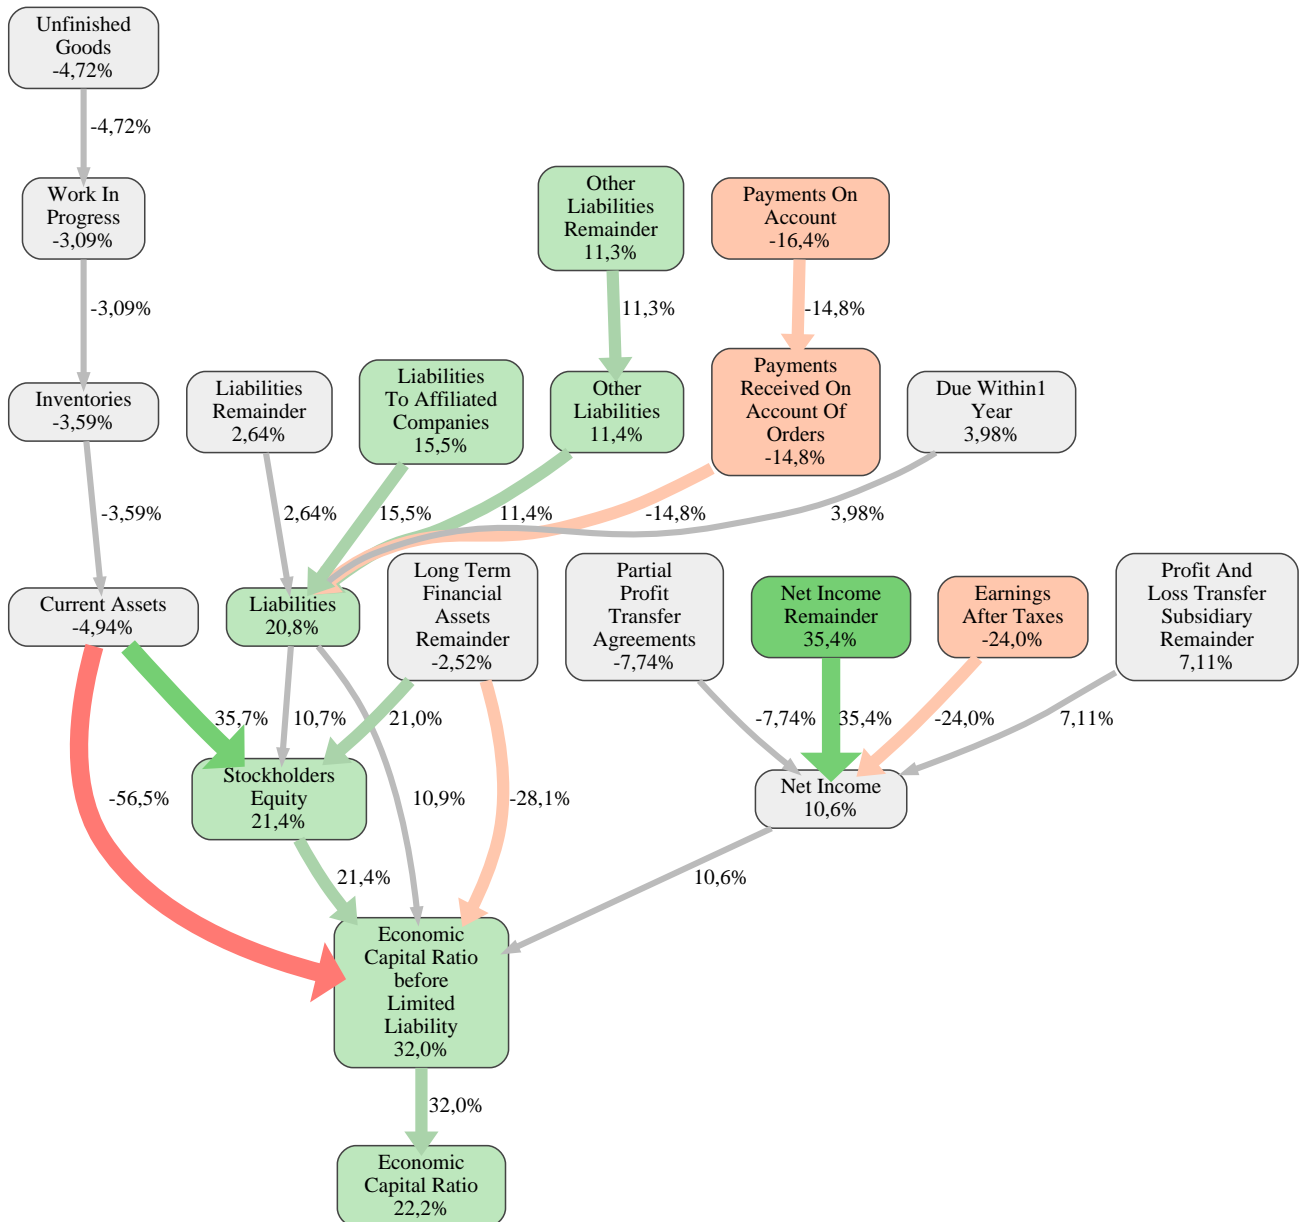 Unfinished
Goods
-4,72%
-4,72%
Work In
Progress
-3,09%
Other
Liabilities
Remainder
11,3%
Payments On
Account
-16,4%
-3,09%
11,3%
-14,8%
Inventories
-3,59%
Liabilities
Remainder
2,64%
Liabilities
To Affiliated
Companies
15,5%
Other
Liabilities
11,4%
Payments
Received On
Account Of
Orders
-14,8%
Due Within1
Year
3,98%
-3,59%
2,64%
15,5%
11,4%
-14,8%
3,98%
Current Assets
-4,94%
Liabilities
20,8%
Long Term
Financial
Assets
Remainder
-2,52%
Partial
Profit
Transfer
Agreements
-7,74%
Net Income
Remainder
35,4%
Earnings
After Taxes
-24,0%
Profit And
Loss Transfer
Subsidiary
Remainder
7,11%
35,7%
10,7%
21,0%
-7,74%
35,4%
-24,0%
7,11%
Stockholders
Equity
21,4%
Net Income
10,6%
-56,5%
10,9%
-28,1%
21,4%
10,6%
Economic
Capital Ratio
before
Limited
Liability
32,0%
32,0%
Economic
Capital Ratio
22,2%